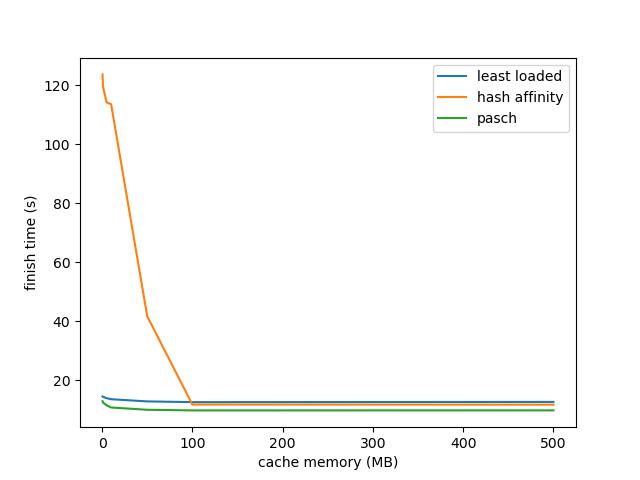 least loaded
hash affinity
pasch
120
100
80
60
40
20
finish time (s)
0 100 200 300 400 500
cache memory (MB)